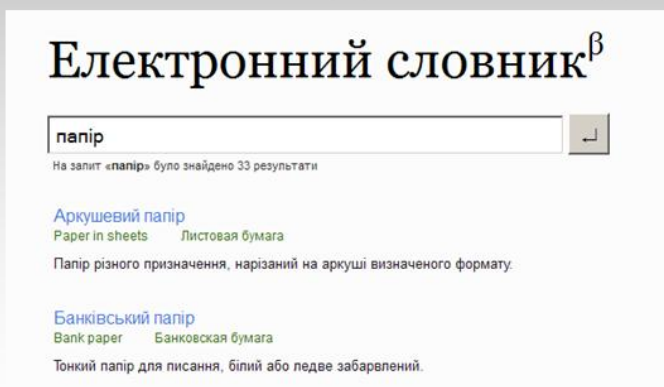 Електронний словникβ
папір
На запит «папір» було знайдено 33 результати
Аркушевий папір
Paper in sheets Листовая бумага
Папір різного призначення, нарізаний на аркуші визначеного формату.
Банківський папір
Bank paper Банковская бумага
Тонкий папір для писання, білий або ледве забарвлений.